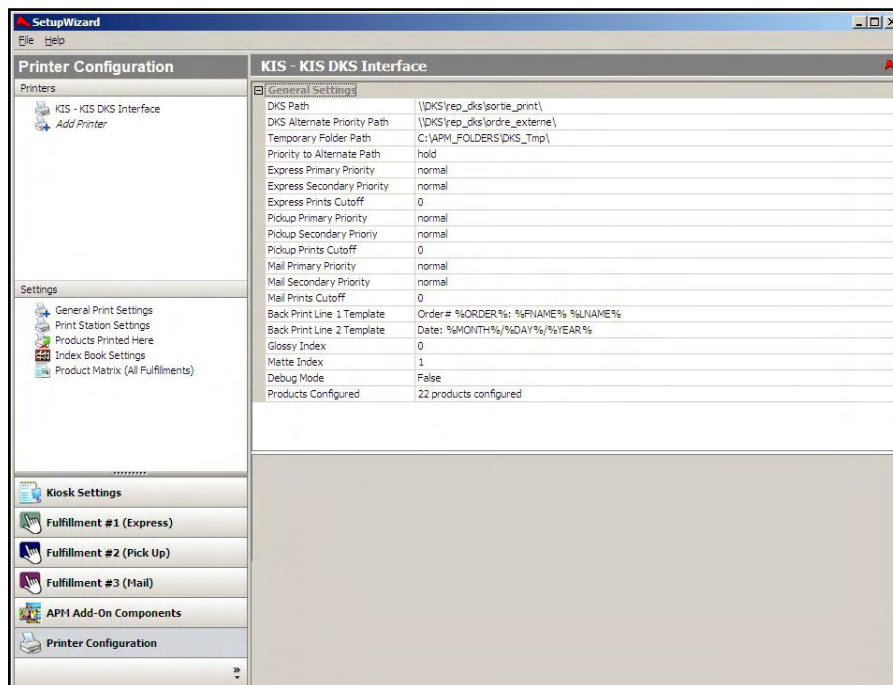 SetupWizard
File Help
Printer Configuration
Printers
KIS - KIS DKS Interface
Add Printer
Settings
General Print Settings
Print Station Settings
Products Printed Here
Index Book Settings
Product Matrix (All Fulfillments)
Kiosk Settings
Fulfillment #1 (Express)
Fulfillment #2 (Pick Up)
Fulfillment #3 (Mail)
APM Add-On Components
Printer Configuration
»
KIS - KIS DKS Interface
General Settings
DKS Path \\DKS\rep_dks\sortie_print\
DKS Alternate Priority Path \\DKS\rep_dks\ordre_externe\
Temporary Folder Path C:\APM_FOLDERS\DKS_Tmp\
Priority to Alternate Path hold
Express Primary Priority normal
Express Secondary Priority normal
Express Prints Cutoff 0
Pickup Primary Priority normal
Pickup Secondary Prioriy normal
Pickup Prints Cutoff 0
Mail Primary Priority normal
Mail Secondary Priority normal
Mail Prints Cutoff 0
Back Print Line 1 Template Order# %ORDER%: %FNAME% %LNAME%
Back Print Line 2 Template Date: %MONTH%/%DAY%/%YEAR%
Glossy Index 0
Matte Index 1
Debug Mode False
Products Configured 22 products configured